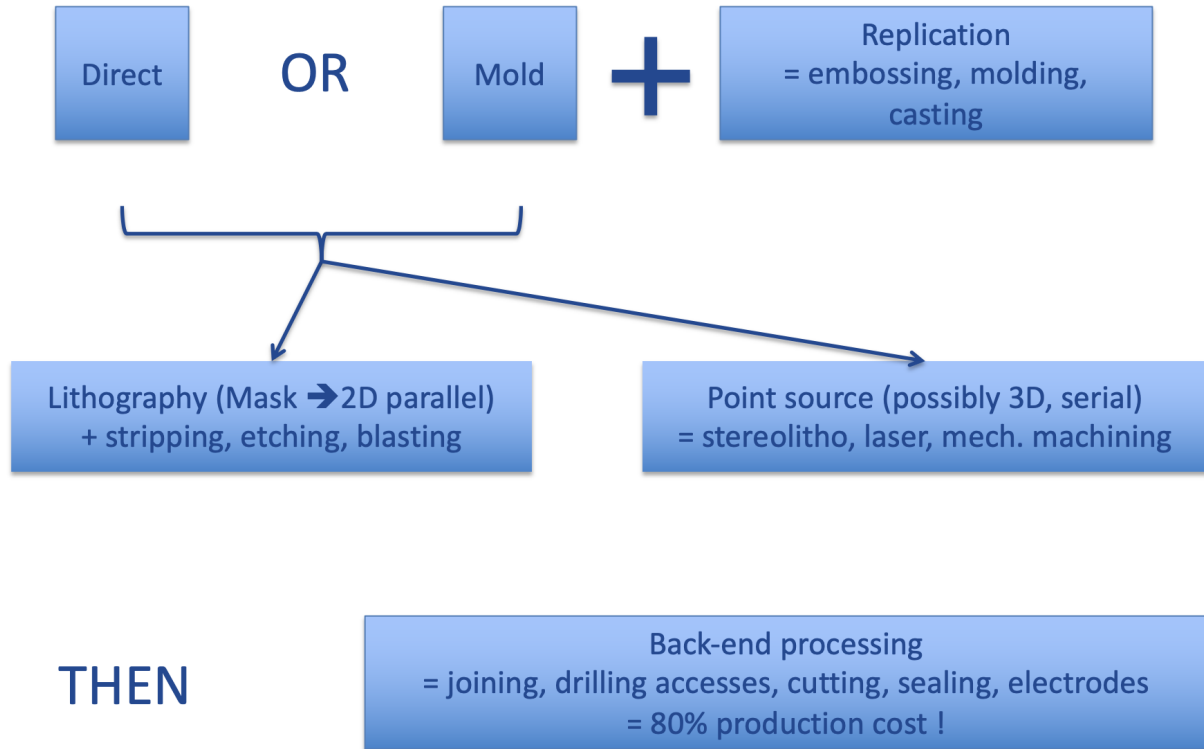 Direct
OR
Mold
+
Replication
= embossing, molding,
casting
Lithography (Mask ➔2D parallel)
+ stripping, etching, blasting
Point source (possibly 3D, serial)
= stereolitho, laser, mech. machining
THEN
Back-end processing
= joining, drilling accesses, cutting, sealing, electrodes
= 80% production cost !